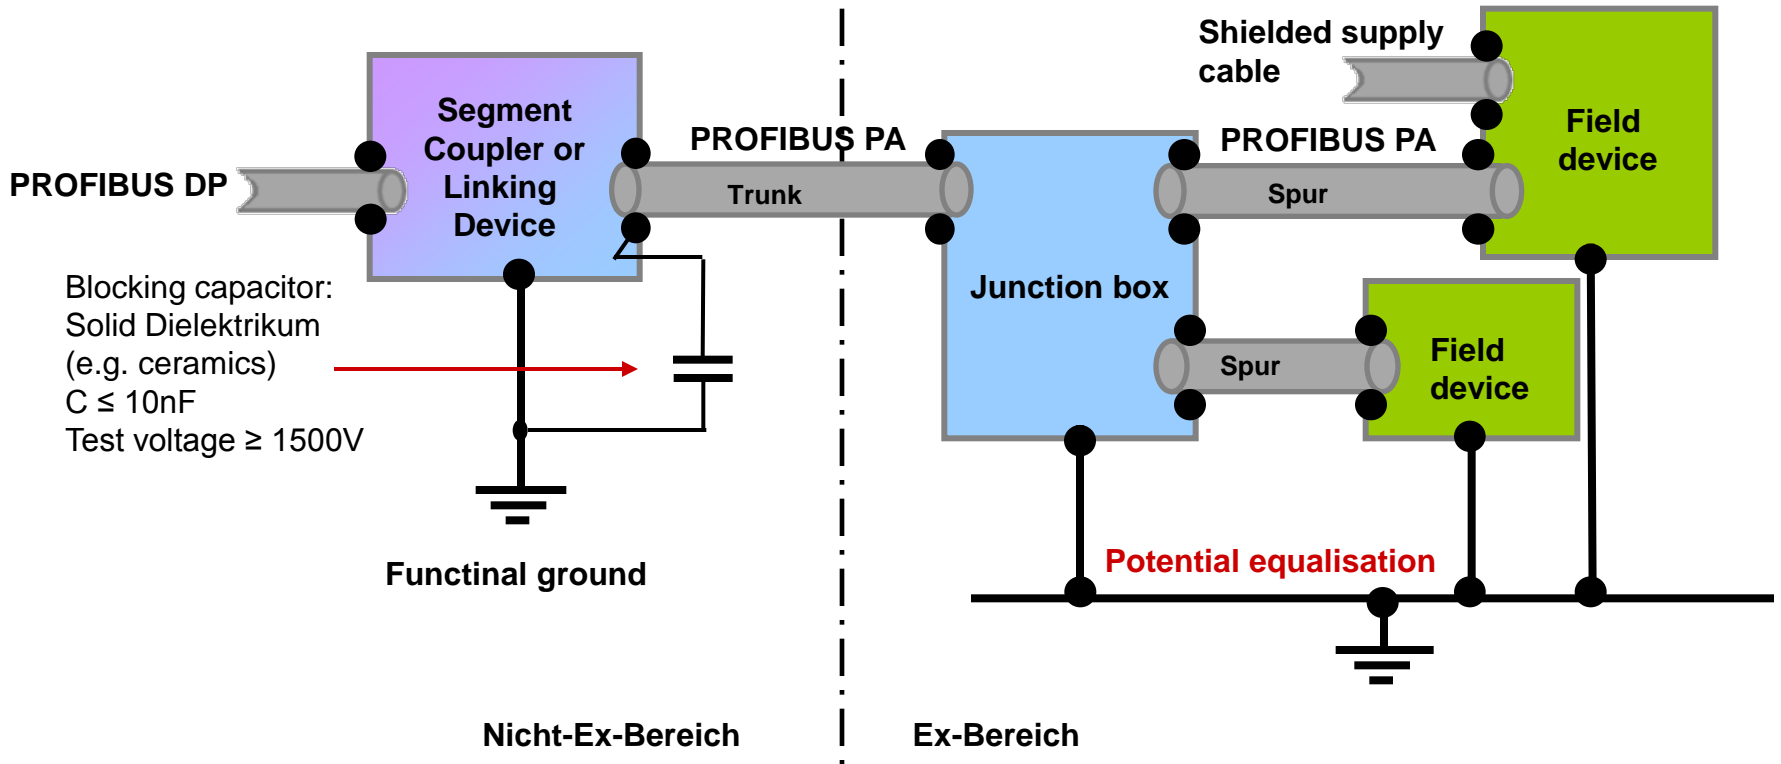 PROFIBUS DP
Segment
Coupler or
Linking
Device
PROFIBUS PA
Trunk
Shielded supply
cable
PROFIBUS PA
Spur
Field
device
Junction box
Spur
Field
device
Blocking capacitor:
Solid Dielektrikum
(e.g. ceramics)
C ≤ 10nF
Test voltage ≥ 1500V
Functinal ground
Potential equalisation
Nicht-Ex-Bereich
Ex-Bereich